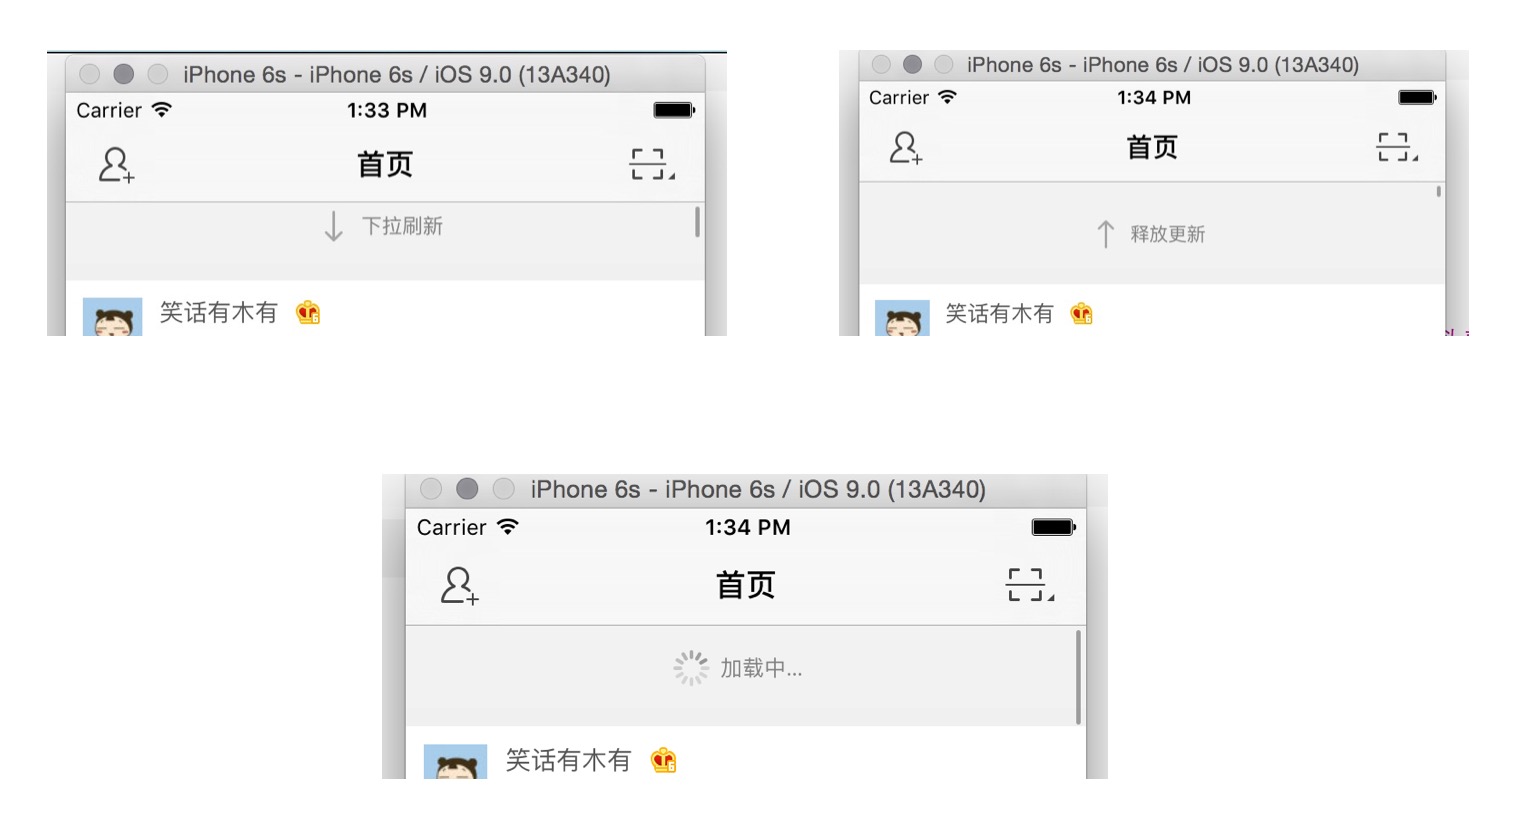 iPhone 6s - iPhone 6s / iOS 9.0 (13A340)
Carrier 1:33 PM
首页
下拉刷新
笑话有木有
iPhone 6s - iPhone 6s / iOS 9.0 (13A340)
Carrier 1:34 PM
首页
释放更新
笑话有木有
iPhone 6s - iPhone 6s / iOS 9.0 (13A340)
Carrier 1:34 PM
首页
加载中...
笑话有木有